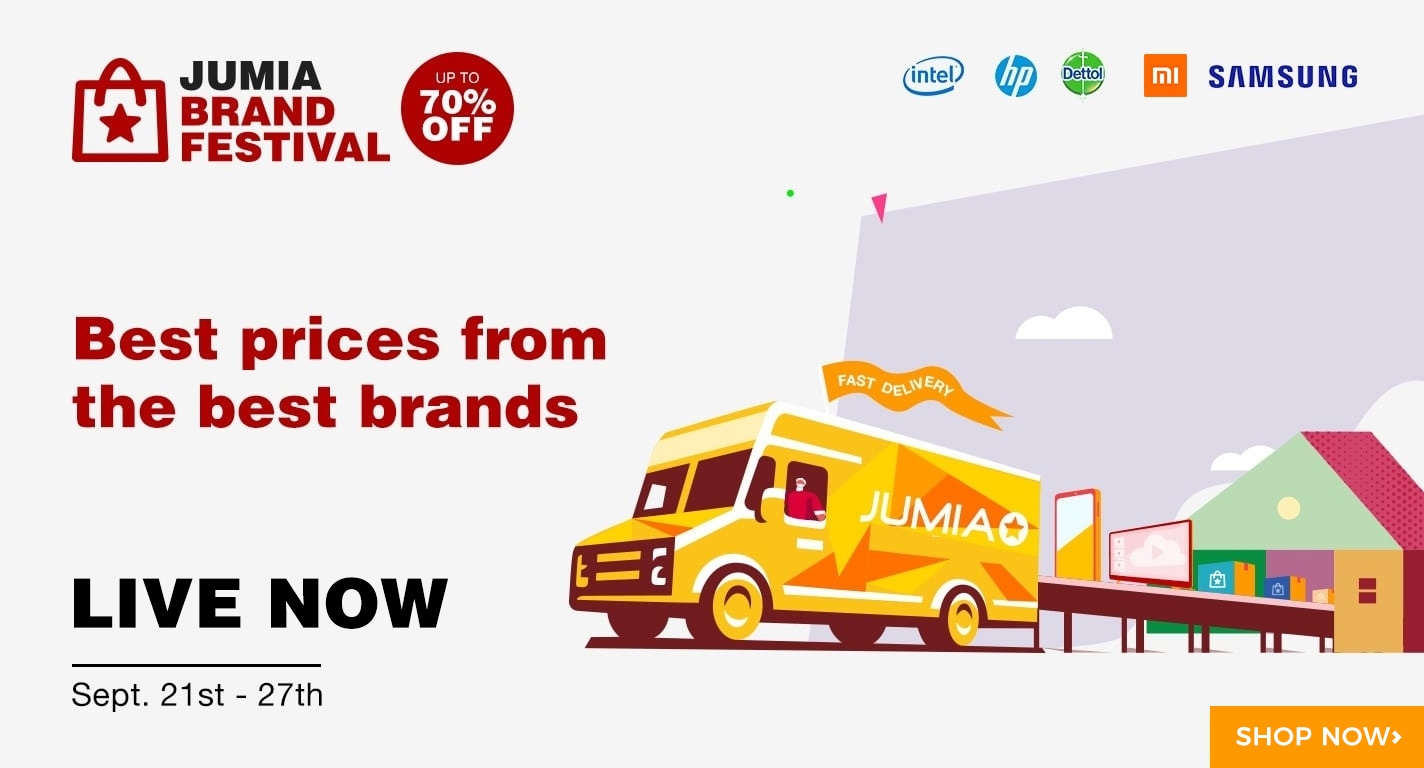 JUMIA
BRAND
FESTIVAL
UP TO
70%
OFF
intel
hp
Dettol
mi
SAMSUNG
Best prices from
the best brands
FAST DELIVERY
JUMIA
LIVE NOW
Sept. 21st - 27th
SHOP NOW›